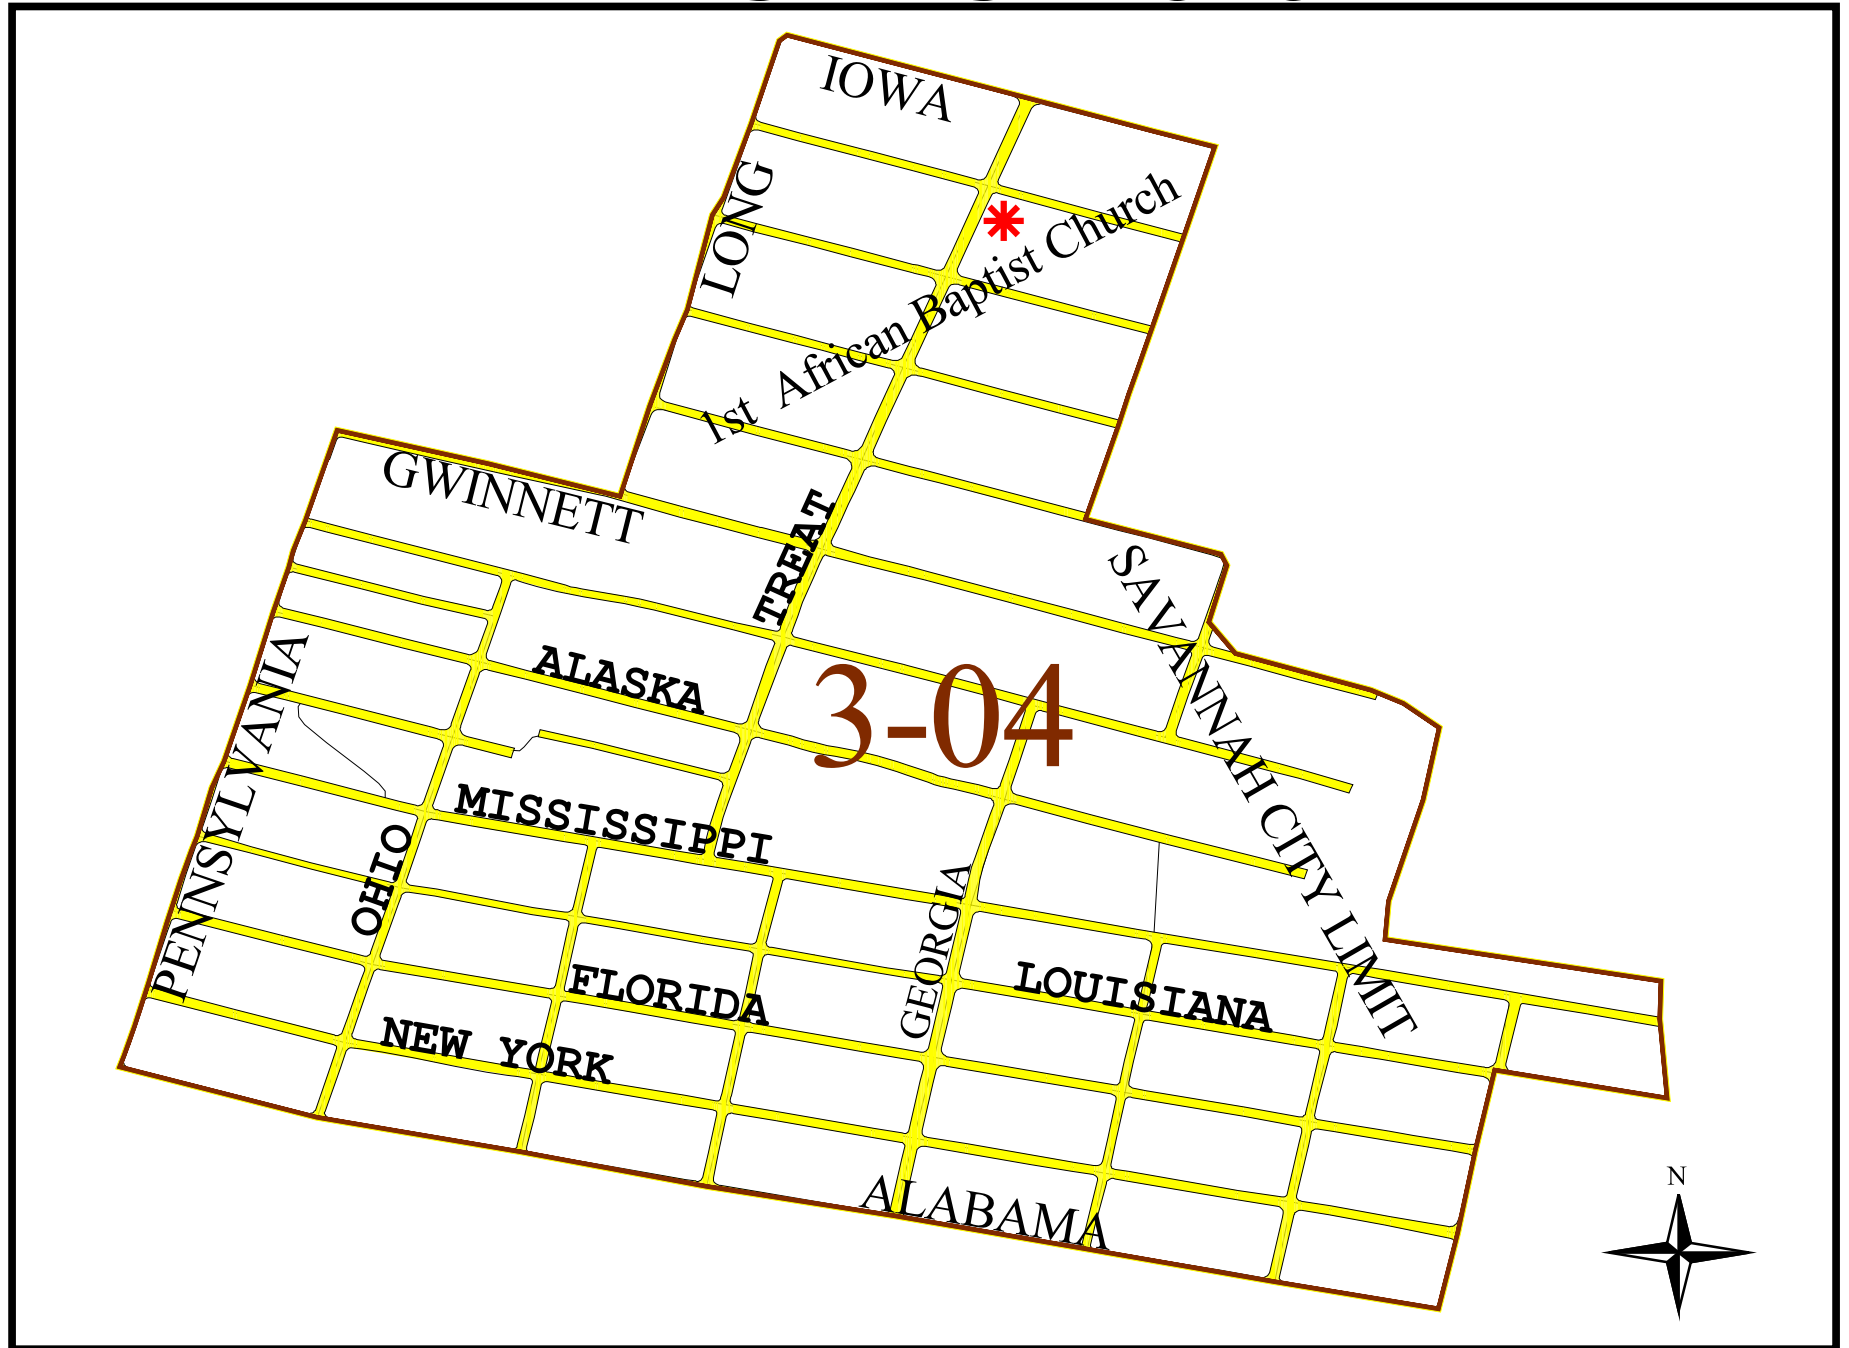 IOWA
LONG
1st African Baptist Church
GWINNETT
TREAT
SAVANNAH CITY LIMIT
ALASKA
3-04
PENNSYLVANIA
MISSISSIPPI
OHIO
GEORGIA
FLORIDA
LOUISIANA
NEW YORK
ALABAMA
N